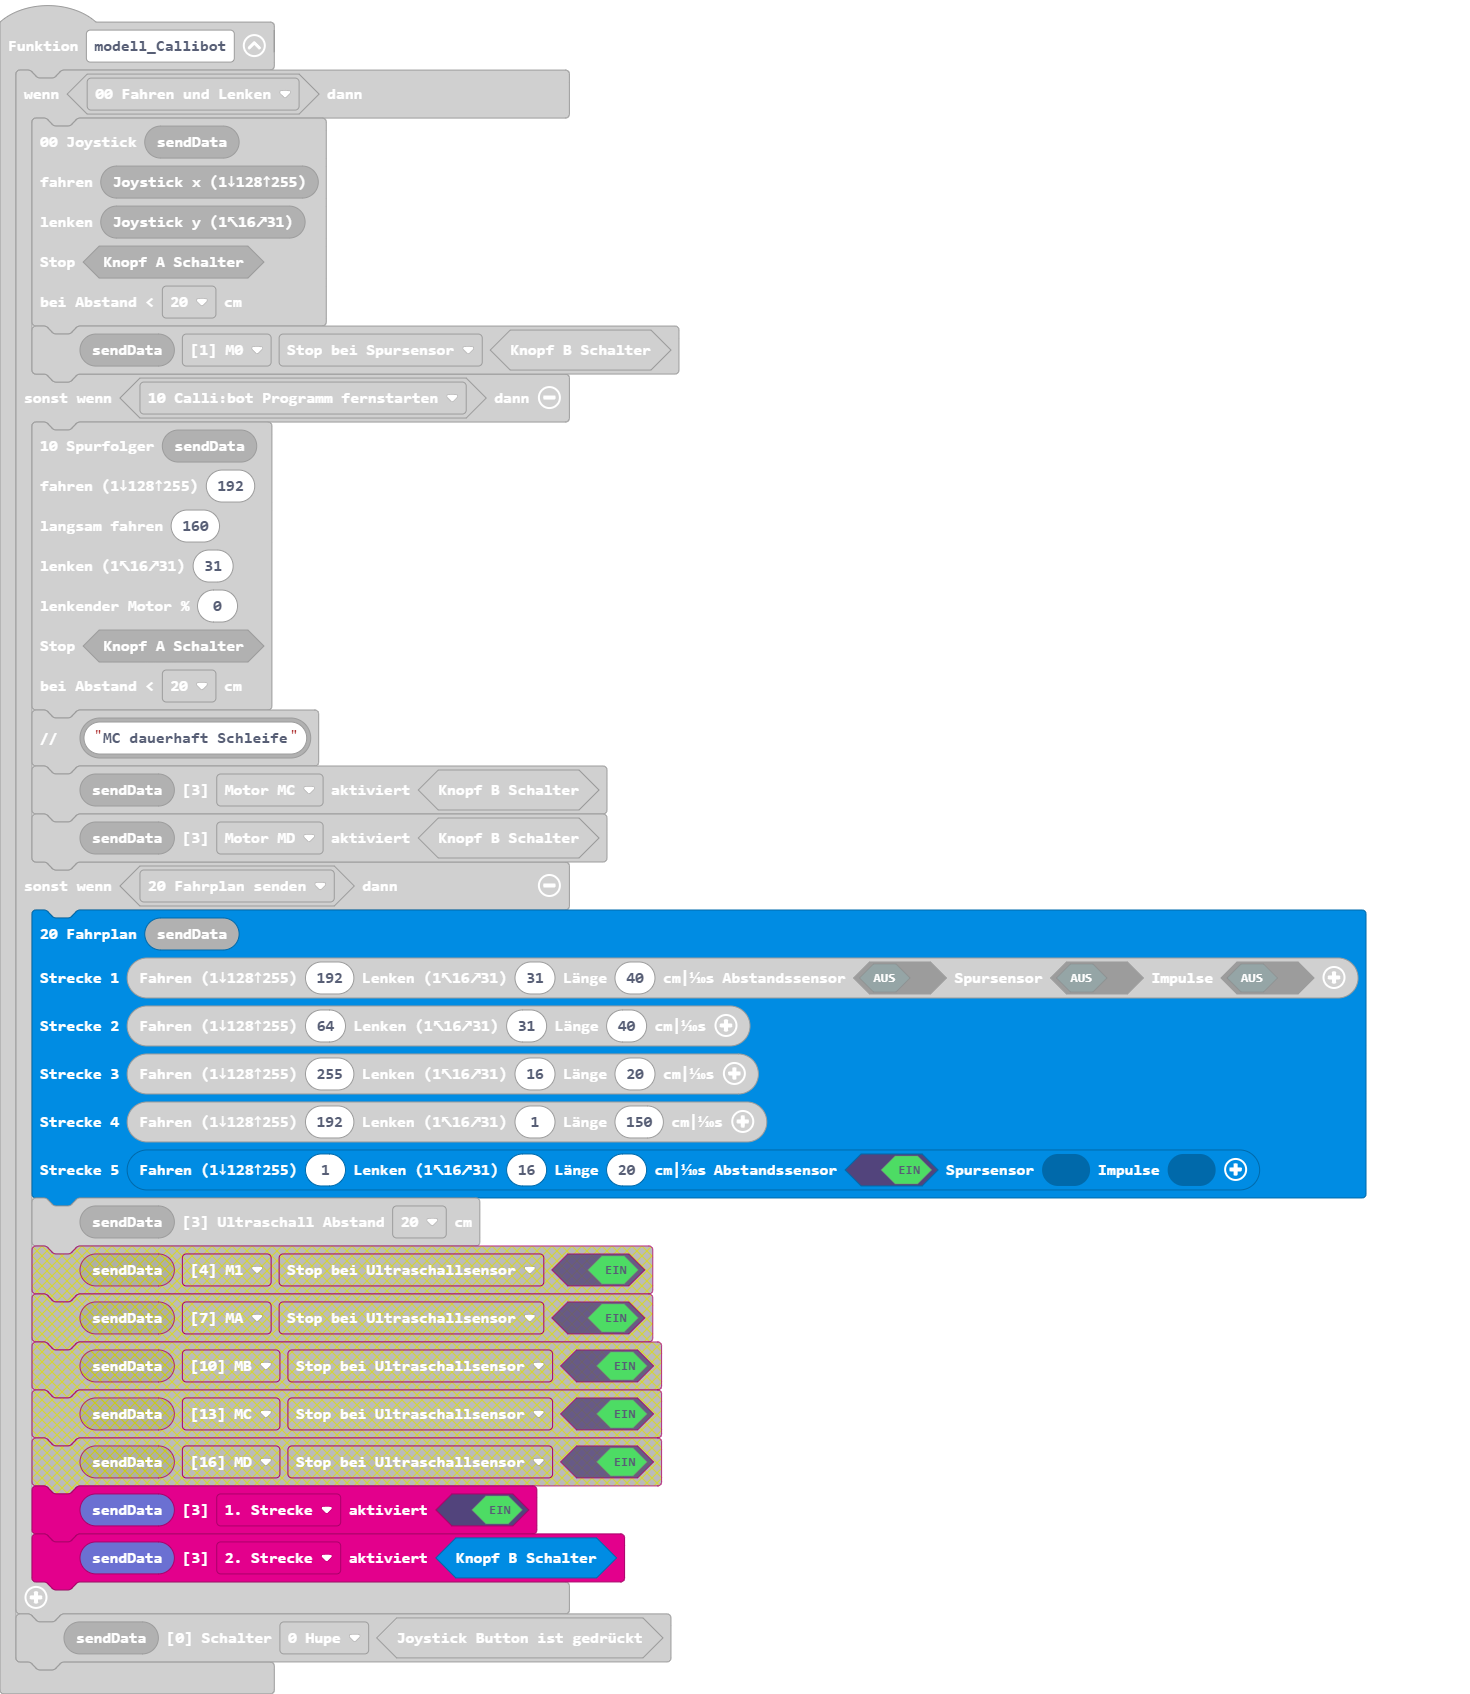 Funktion modell_Callibot
wenn 00 Fahren und Lenken dann
00 Joystick sendData
fahren Joystick x (1↓128↑255)
lenken Joystick y (1↖16↗31)
Stop Knopf A Schalter
bei Abstand < 20 cm
sendData [1] M0 Stop bei Spursensor Knopf B Schalter
sonst wenn 10 Calli:bot Programm fernstarten dann
10 Spurfolger sendData
fahren (1↓128↑255) 192
langsam fahren 160
lenken (1↖16↗31) 31
lenkender Motor % 0
Stop Knopf A Schalter
bei Abstand < 20 cm
// "MC dauerhaft Schleife"
sendData [3] Motor MC aktiviert Knopf B Schalter
sendData [3] Motor MD aktiviert Knopf B Schalter
sonst wenn 20 Fahrplan senden dann
20 Fahrplan sendData
Strecke 1 Fahren (1↓128↑255) 192 Lenken (1↖16↗31) 31 Länge 40 cm|⅒s Abstandssensor AUS Spursensor AUS Impulse AUS
Strecke 2 Fahren (1↓128↑255) 64 Lenken (1↖16↗31) 31 Länge 40 cm|⅒s
Strecke 3 Fahren (1↓128↑255) 255 Lenken (1↖16↗31) 16 Länge 20 cm|⅒s
Strecke 4 Fahren (1↓128↑255) 192 Lenken (1↖16↗31) 1 Länge 150 cm|⅒s
Strecke 5 Fahren (1↓128↑255) 1 Lenken (1↖16↗31) 16 Länge 20 cm|⅒s Abstandssensor EIN Spursensor Impulse
sendData [3] Ultraschall Abstand 20 cm
sendData [4] M1 Stop bei Ultraschallsensor EIN
sendData [7] MA Stop bei Ultraschallsensor EIN
sendData [10] MB Stop bei Ultraschallsensor EIN
sendData [13] MC Stop bei Ultraschallsensor EIN
sendData [16] MD Stop bei Ultraschallsensor EIN
sendData [3] 1. Strecke aktiviert EIN
sendData [3] 2. Strecke aktiviert Knopf B Schalter
sendData [0] Schalter 0 Hupe Joystick Button ist gedrückt